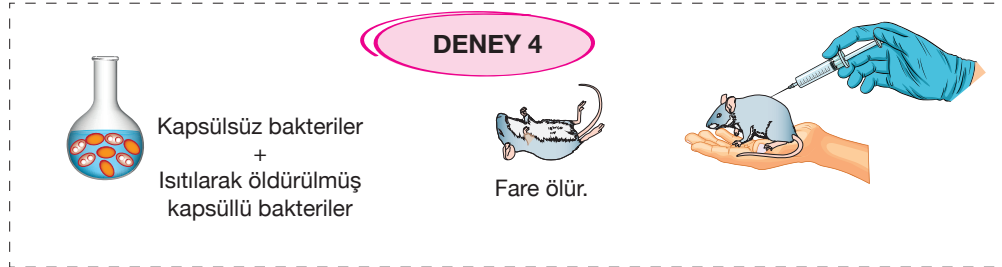 DENEY 4
Kapsülsüz bakteriler
+
Isıtılarak öldürülmüş
kapsüllü bakteriler
Fare ölür.